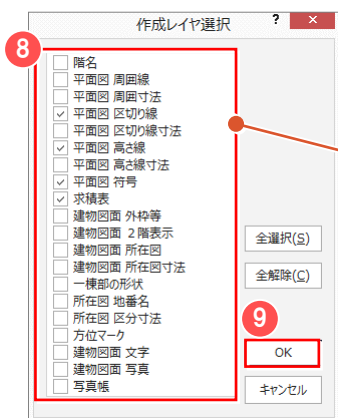 作成レイヤ選択
? ×
8
階名
平面図 周囲線
平面図 周囲寸法
平面図 区切り線
平面図 区切り線寸法
平面図 高さ線
平面図 高さ線寸法
平面図 符号
求積表
建物図面 外枠等
建物図面 2階表示
建物図面 所在図
建物図面 所在図寸法
一棟部の形状
所在図 地番名
所在図 区分寸法
方位マーク
建物図面 文字
建物図面 写真
写真帳
全選択(S)
全解除(C)
9
OK
キャンセル